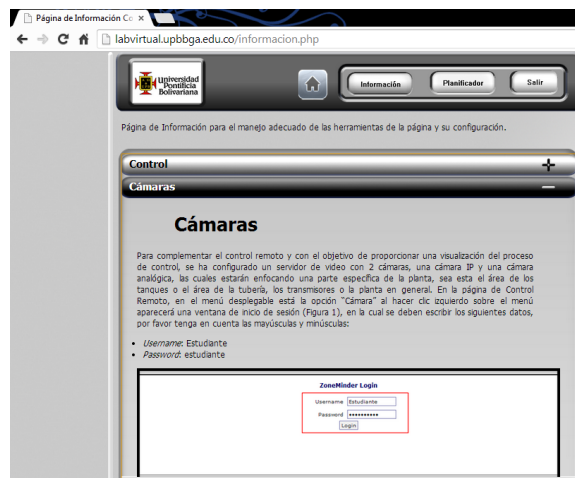 Página de Información Co
labvirtual.upbbga.edu.co/informacion.php
Universidad
Pontificia
Bolivariana
Información
Planificador
Salir
Página de Información para el manejo adecuado de las herramientas de la página y su configuración.
Control
Cámaras
Cámaras
Para complementar el control remoto y con el objetivo de proporcionar una visualización del proceso
de control, se ha configurado un servidor de video con 2 cámaras, una cámara IP y una cámara
analógica, las cuales estarán enfocando una parte específica de la planta, sea esta el área de los
tanques o el área de la tubería, los transmisores o la planta en general. En la página de Control
Remoto, en el menú desplegable está la opción "Cámara" al hacer clic izquierdo sobre el menú
aparecerá una ventana de inicio de sesión (Figura 1), en la cual se deben escribir los siguientes datos,
por favor tenga en cuenta las mayúsculas y minúsculas:
• Username: Estudiante
• Password: estudiante
ZoneMinder Login
Username Estudiante
Password ••••••••••
Login